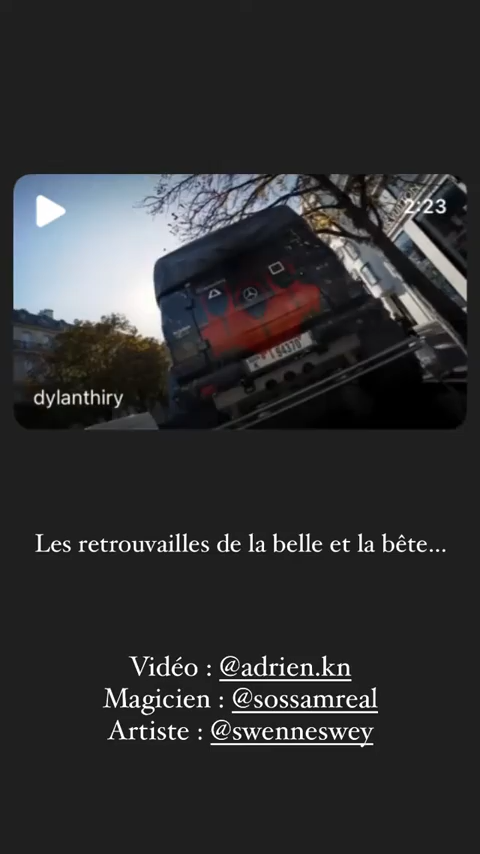 2:23
dylanthiry
Les retrouvailles de la belle et la bête...
Vidéo : @adrien.kn
Magicien : @sossamreal
Artiste : @swenneswey